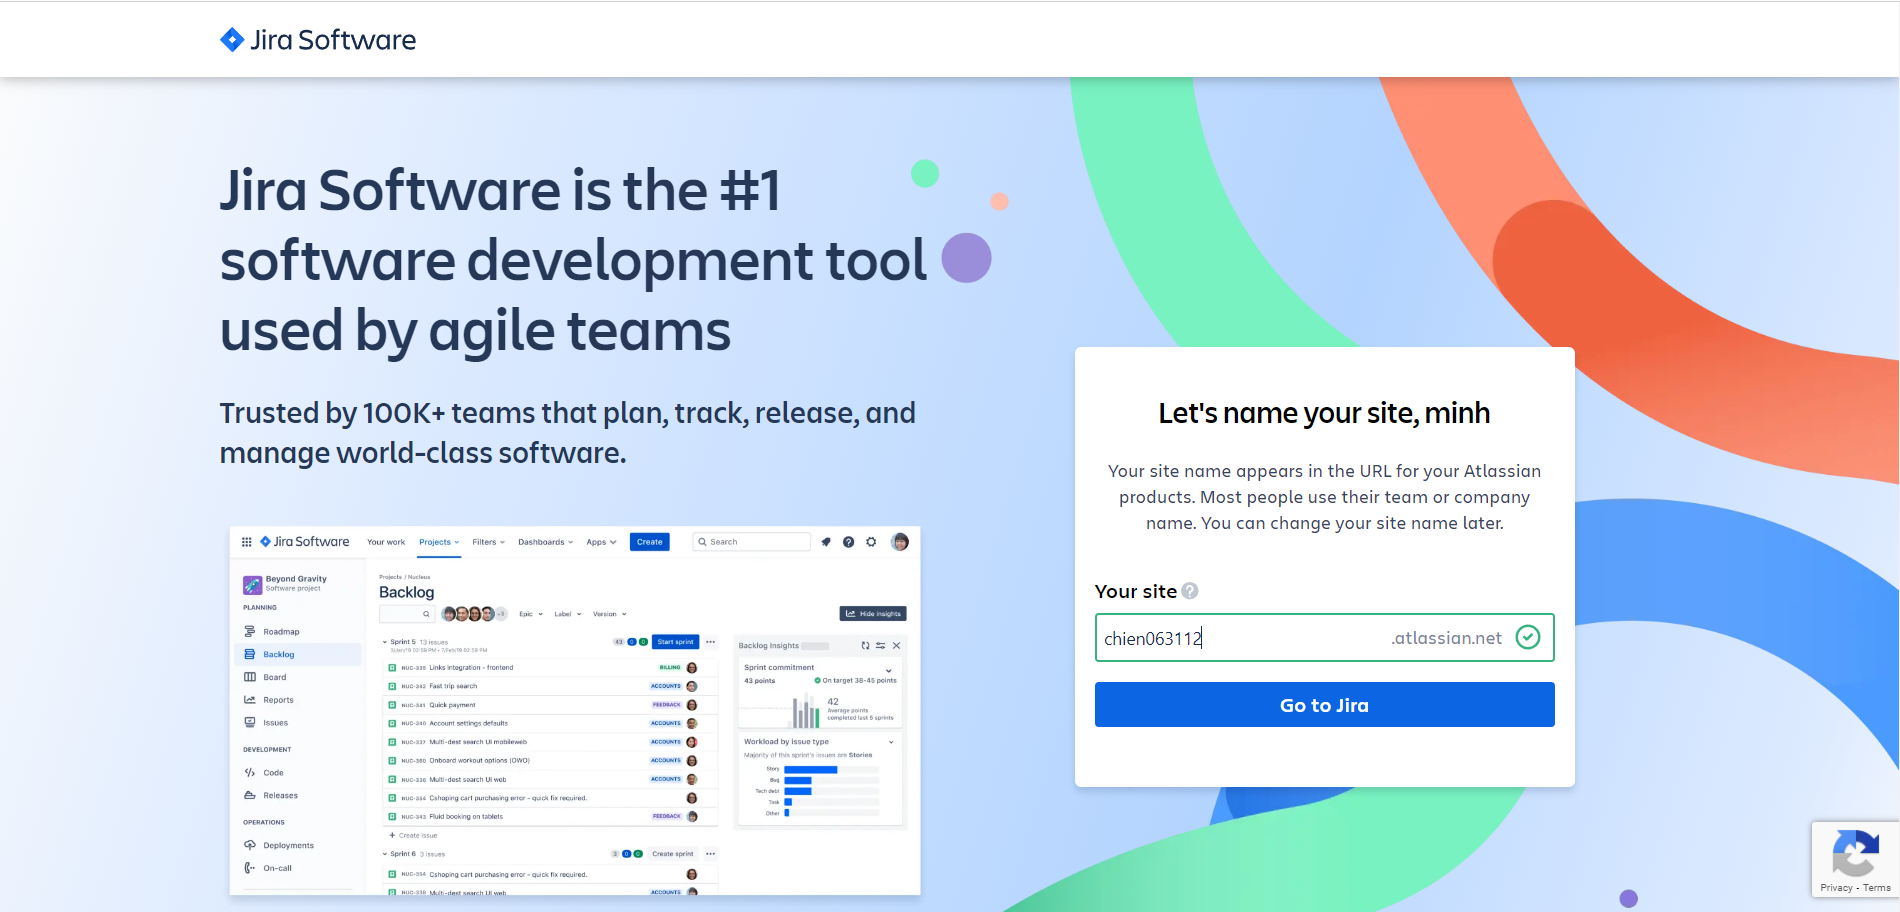 Jira Software
Jira Software is the #1
software development tool
used by agile teams
Trusted by 100K+ teams that plan, track, release, and
manage world-class software.
Jira Software
Your work
Projects
Filters
Dashboards
Apps
Create
Search
Beyond Gravity
Software project
PLANNING
Roadmap
Backlog
Board
Reports
Issues
DEVELOPMENT
Code
Releases
OPERATIONS
Deployments
On-call
Projects / Nucleus
Backlog
+3
Epic
Label
Version
Hide insights
Sprint 5 13 issues
43 0 0
Start sprint
Links integration - frontend BILLING
NUC-342 Fast trip search ACCOUNTS
NUC-341 Quick payment FEEDBACK
NUC-340 Account settings defaults ACCOUNTS
NUC-337 Multi-dest search UI mobileweb ACCOUNTS
NUC-360 Onboard workout options (OWO) ACCOUNTS
Multi-dest search UI web ACCOUNTS
NUC-354 Cshoping cart purchasing error - quick fix required.
NUC-343 Fluid booking on tablets FEEDBACK
+ Create issue
Sprint 6 3 issues
3 0 0
Create sprint
NUC-354 Cshoping cart purchasing error - quick fix required.
Multi-dest search UI web ACCOUNTS
Backlog Insights
Sprint commitment
43 points
On target 38-45 points
42
Average points
completed last 5 sprints
Workload by issue type
Majority of this sprint's issues are Stories
Story
Bug
Tech debt
Task
Other
Let's name your site, minh
Your site name appears in the URL for your Atlassian
products. Most people use their team or company
name. You can change your site name later.
Your site
chien063112
.atlassian.net
Go to Jira
Privacy - Terms